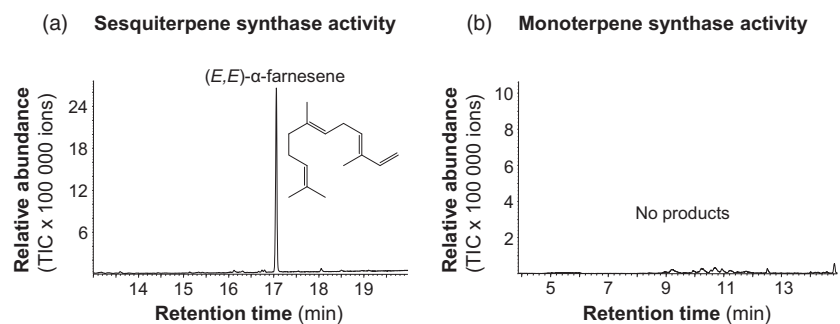 (a) Sesquiterpene synthase activity
(E,E)-α-farnesene
Relative abundance
(TIC x 100 000 ions)
24
18
12
6
14 15 16 17 18 19
Retention time (min)
(b) Monoterpene synthase activity
Relative abundance
(TIC x 100 000 ions)
10
8
6
4
2
No products
5 7 9 11 13
Retention time (min)